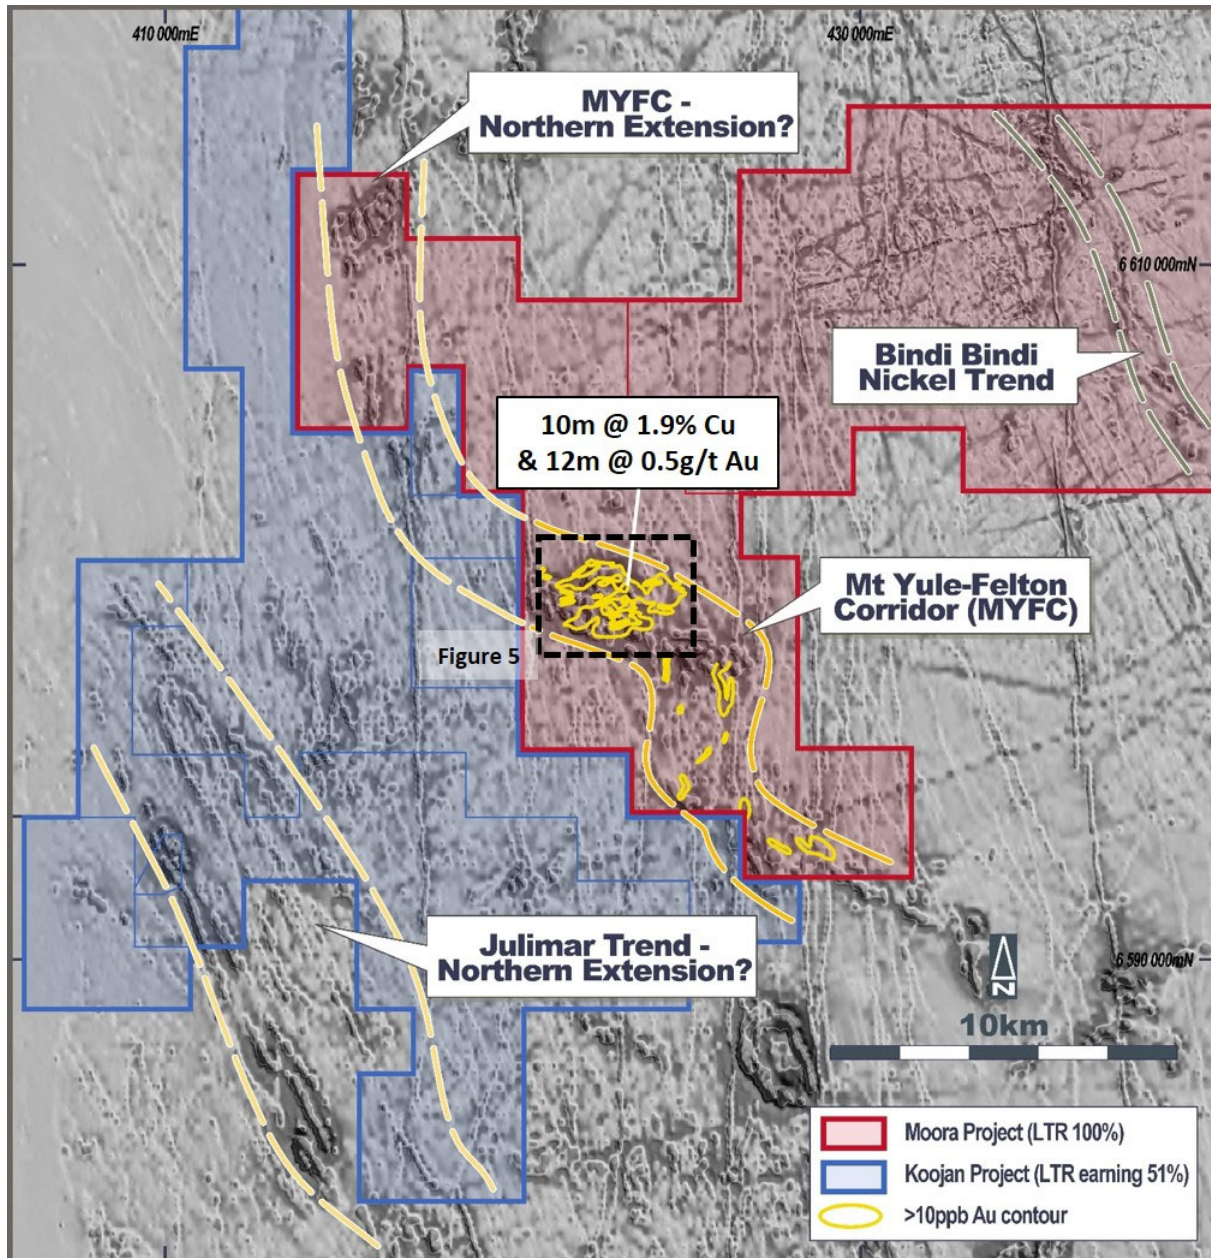 410 000mE
430 000mE
MYFC -
Northern Extension?
6 610 000mN
Bindi Bindi
Nickel Trend
10m @ 1.9% Cu
& 12m @ 0.5g/t Au
Mt Yule-Felton
Corridor (MYFC)
Figure 5
Julimar Trend -
Northern Extension?
N
6 590 000mN
10km
Moora Project (LTR 100%)
Koojan Project (LTR earning 51%)
>10ppb Au contour